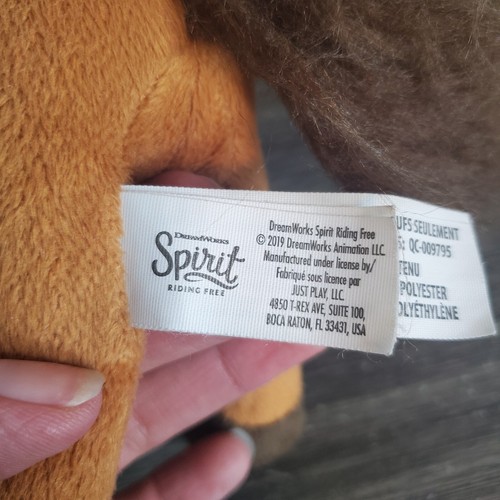 DREAMWORKS
Spirit
RIDING FREE
DreamWorks Spirit Riding Free
© 2019 DreamWorks Animation LLC.
Manufactured under license by/
Fabriqué sous licence par
JUST PLAY, LLC.
4850 T-REX AVE, SUITE 100,
BOCA RATON, FL 33431, USA
UFS SEULEMENT
QC-009795
TENU
POLYESTER
OLYÉTHYLÈNE